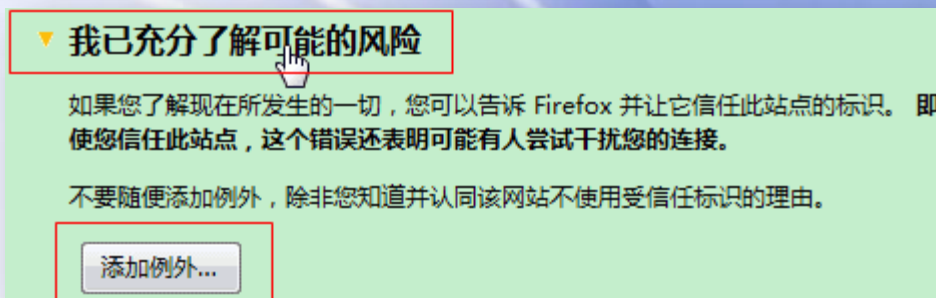 我已充分了解可能的风险
如果您了解现在所发生的一切，您可以告诉 Firefox 并让它信任此站点的标识。 即
使您信任此站点，这个错误还表明可能有人尝试干扰您的连接。
不要随便添加例外，除非您知道并认同该网站不使用受信任标识的理由。
添加例外...